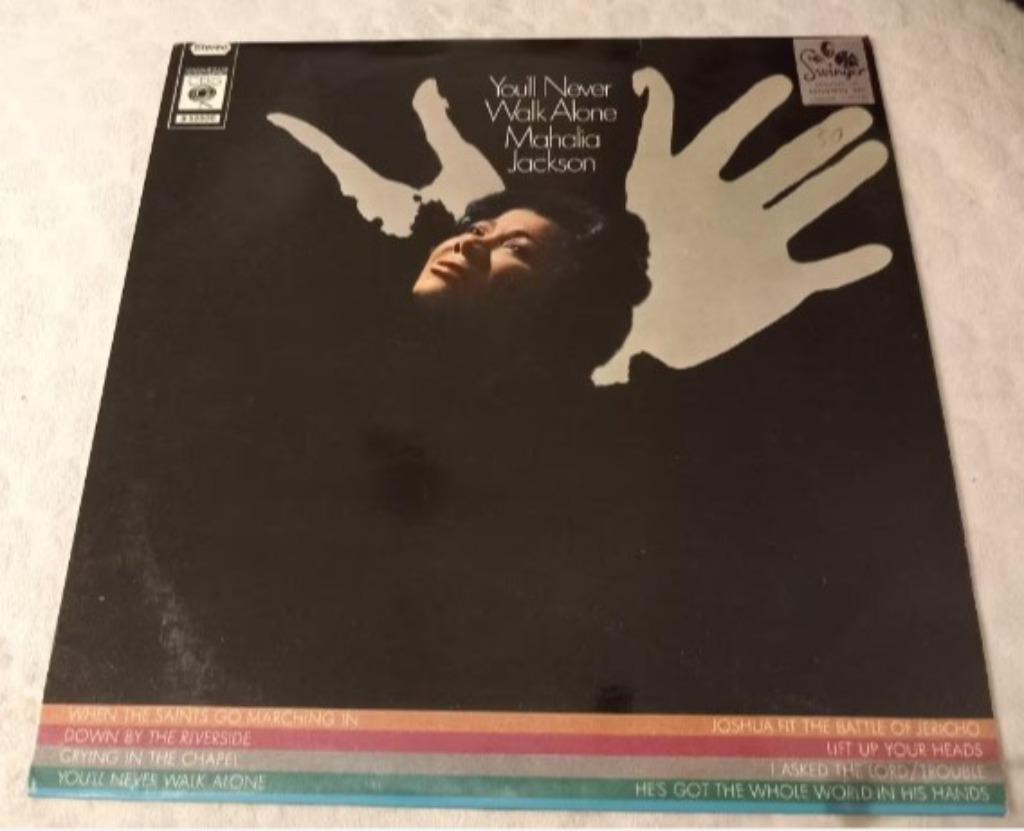 Stereo
CBS
You'll Never
Walk Alone
Mahalia
Jackson
Swinger
50
WHEN THE SAINTS GO MARCHING IN
DOWN BY THE RIVERSIDE
CRYING IN THE CHAPEL
YOU'LL NEVER WALK ALONE
JOSHUA FIT THE BATTLE OF JERICHO
LIFT UP YOUR HEADS
I ASKED THE LORD/TROUBLE
HE'S GOT THE WHOLE WORLD IN HIS HANDS